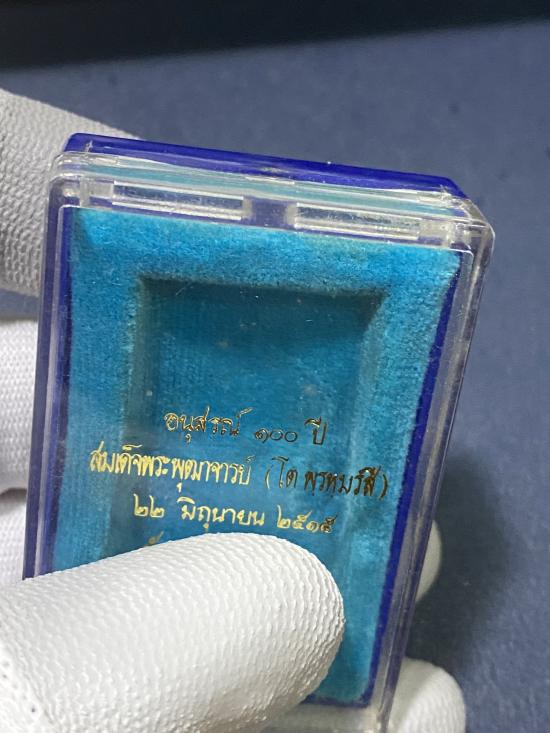 อนุสรณ์ ๑๐๐ ปี
สมเด็จพระพุฒาจารย์ (โต พรหมรสี)
๒๒ มิถุนายน ๒๕๑๕